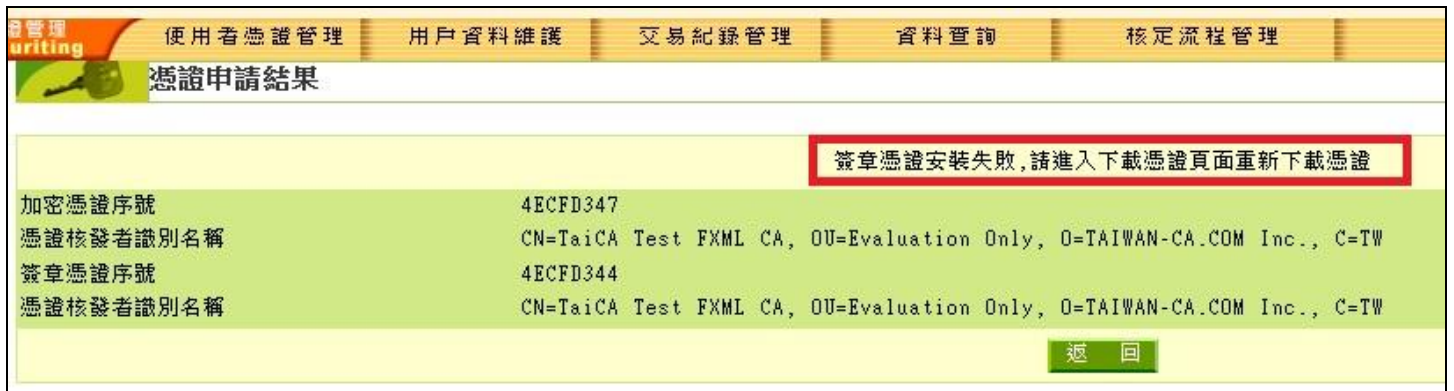 管理 使用者憑證管理 用戶資料維護 交易紀錄管理 資料查詢 核定流程管理
uriting
憑證申請結果
簽章憑證安裝失敗,請進入下載憑證頁面重新下載憑證
加密憑證序號 4ECFD347
憑證核發者識別名稱 CN=TaiCA Test FXML CA, OU=Evaluation Only, O=TAIWAN-CA.COM Inc., C=TW
簽章憑證序號 4ECFD344
憑證核發者識別名稱 CN=TaiCA Test FXML CA, OU=Evaluation Only, O=TAIWAN-CA.COM Inc., C=TW
返 回